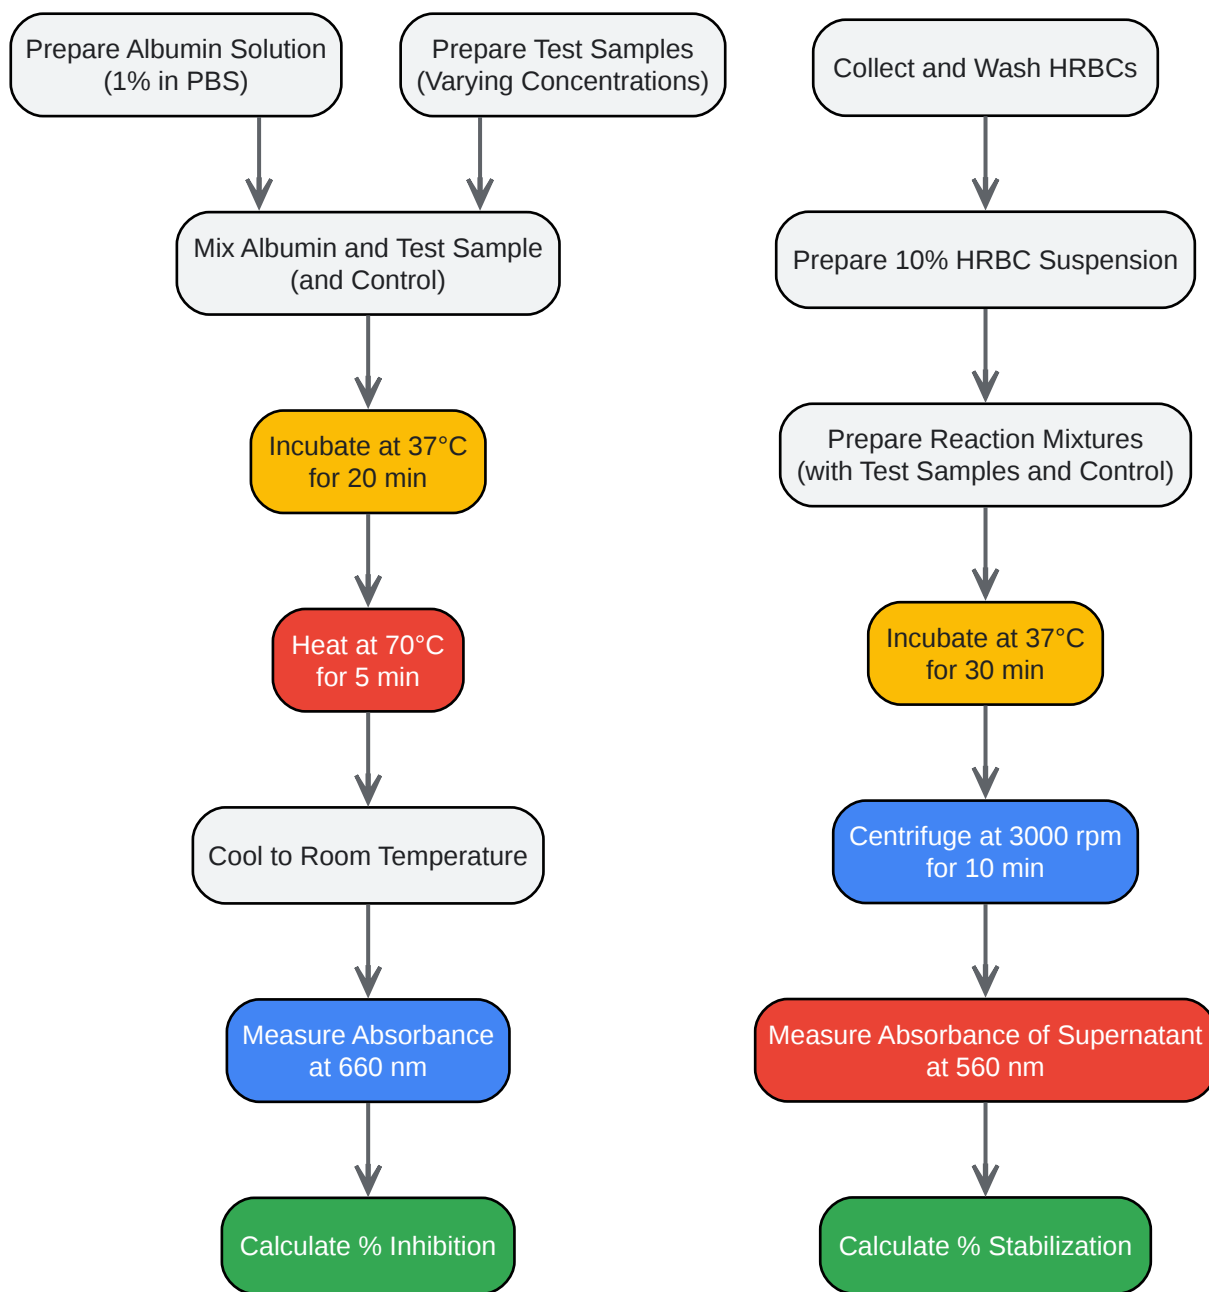 Prepare Albumin Solution
(1% in PBS)
Prepare Test Samples
(Varying Concentrations)
Mix Albumin and Test Sample
(and Control)
Incubate at 37°C
for 20 min
Heat at 70°C
for 5 min
Cool to Room Temperature
Measure Absorbance
at 660 nm
Calculate % Inhibition
Collect and Wash HRBCs
Prepare 10% HRBC Suspension
Prepare Reaction Mixtures
(with Test Samples and Control)
Incubate at 37°C
for 30 min
Centrifuge at 3000 rpm
for 10 min
Measure Absorbance of Supernatant
at 560 nm
Calculate % Stabilization